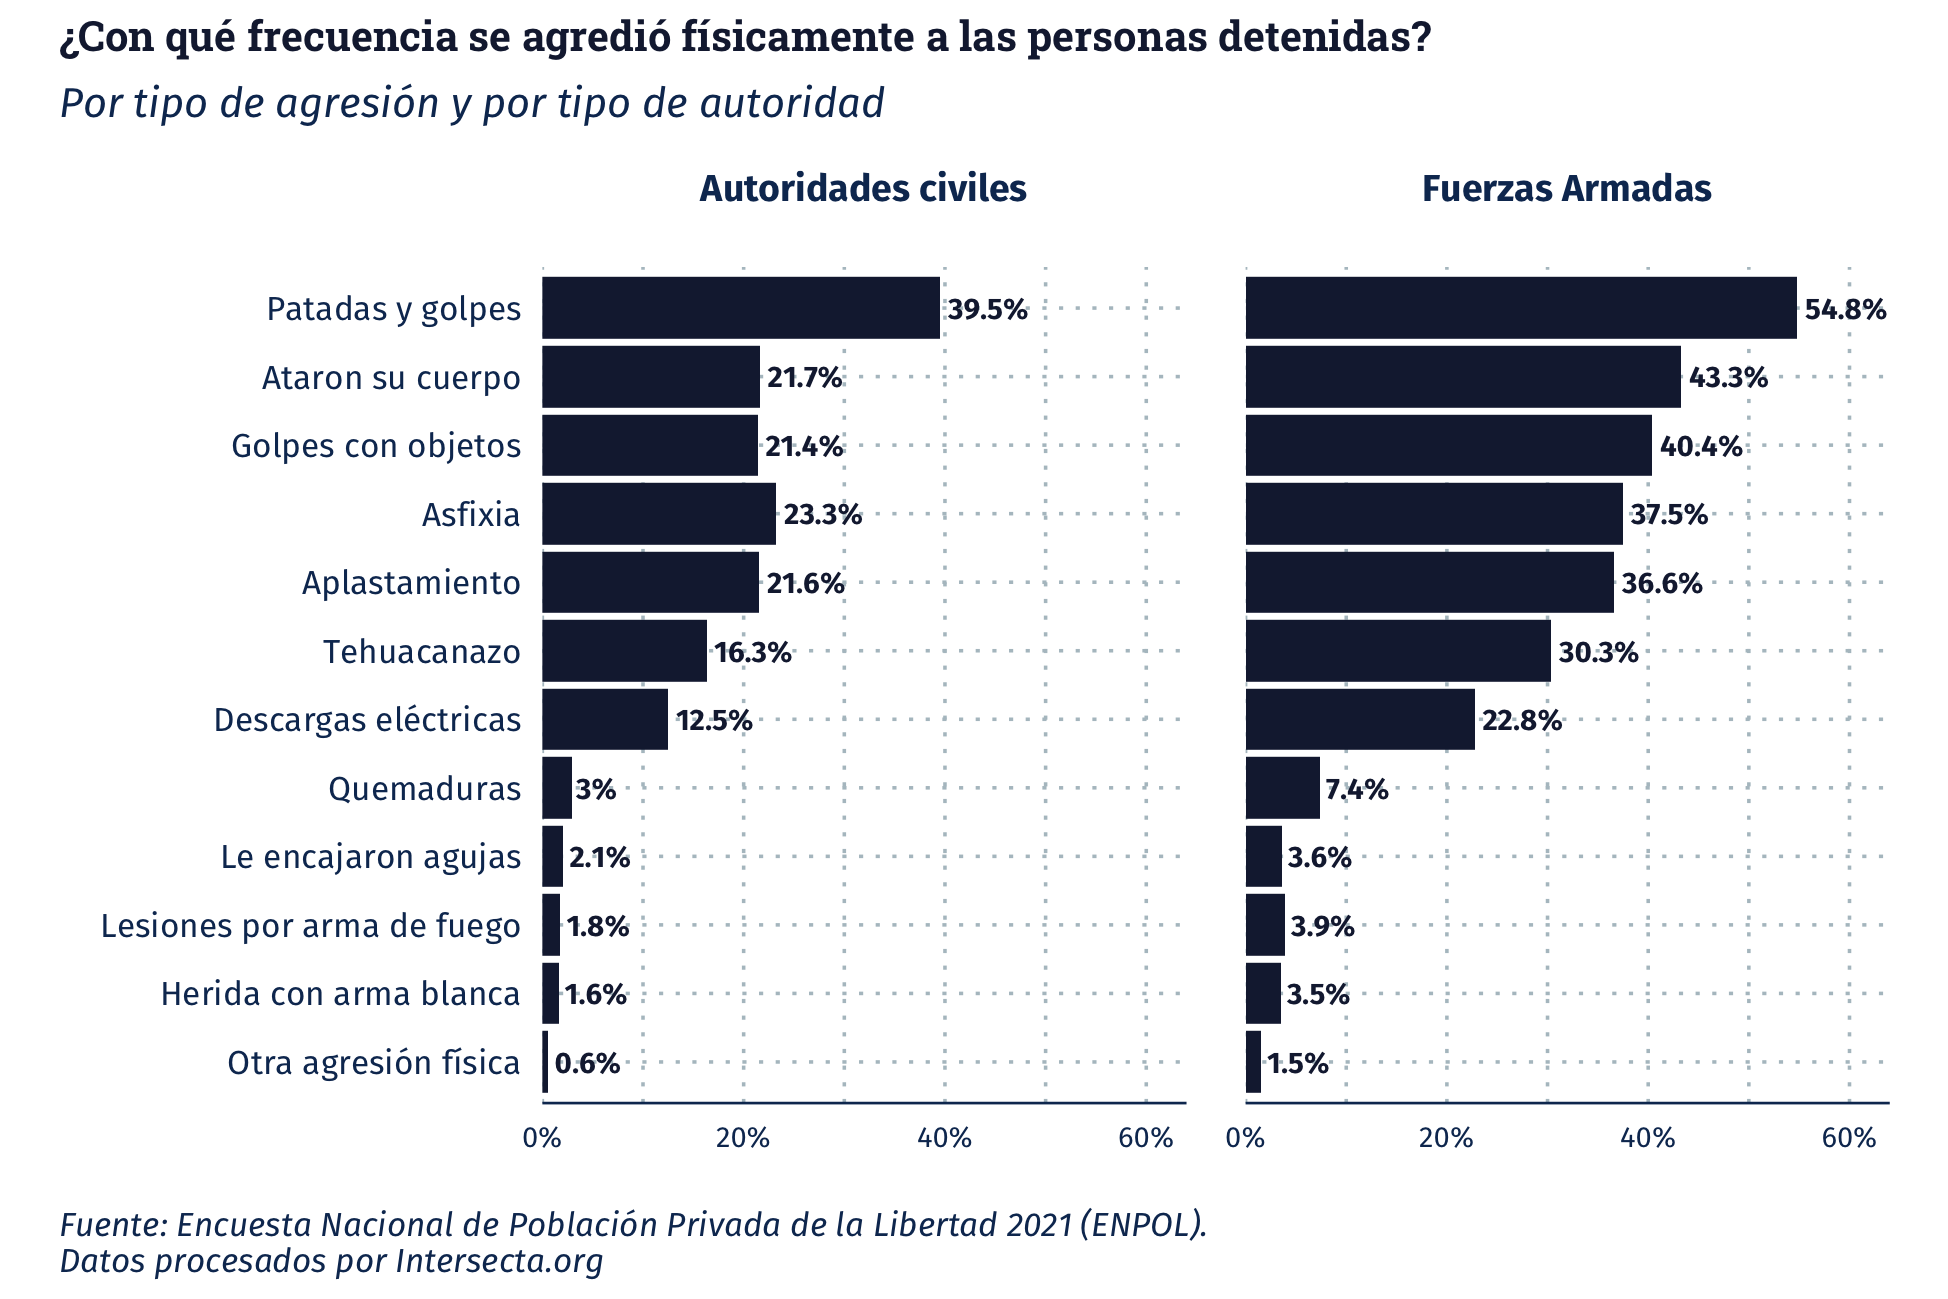 ¿Con qué frecuencia se agredió físicamente a las personas detenidas?
Por tipo de agresión y por tipo de autoridad
Autoridades civiles
Fuerzas Armadas
Patadas y golpes 39.5% 54.8%
Ataron su cuerpo 21.7% 43.3%
Golpes con objetos 21.4% 40.4%
Asfixia 23.3% 37.5%
Aplastamiento 21.6% 36.6%
Tehuacanazo 16.3% 30.3%
Descargas eléctricas 12.5% 22.8%
Quemaduras 3% 7.4%
Le encajaron agujas 2.1% 3.6%
Lesiones por arma de fuego 1.8% 3.9%
Herida con arma blanca 1.6% 3.5%
Otra agresión física 0.6% 1.5%
0% 20% 40% 60% 0% 20% 40% 60%
Fuente: Encuesta Nacional de Población Privada de la Libertad 2021 (ENPOL).
Datos procesados por Intersecta.org